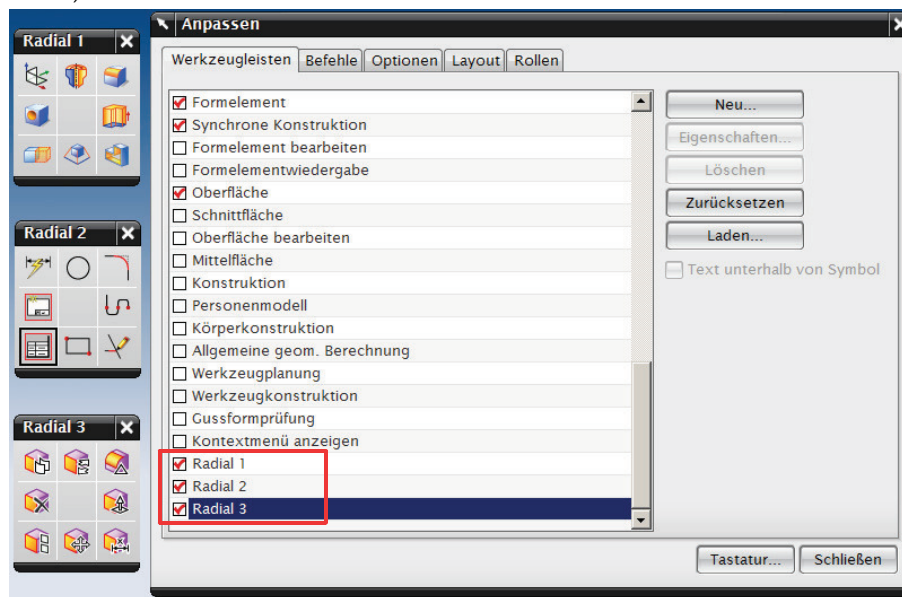 Anpassen
Radial 1
Werkzeugleisten Befehle Optionen Layout Rollen
Formelement
Synchrone Konstruktion
Formelement bearbeiten
Formelementwiedergabe
Oberfläche
Schnittfläche
Oberfläche bearbeiten
Mittelfläche
Konstruktion
Personenmodell
Körperkonstruktion
Allgemeine geom. Berechnung
Werkzeugplanung
Werkzeugkonstruktion
Gussformprüfung
Kontextmenü anzeigen
Radial 1
Radial 2
Radial 3
Neu...
Eigenschaften...
Löschen
Zurücksetzen
Laden...
Text unterhalb von Symbol
Radial 2
Radial 3
Tastatur... Schließen